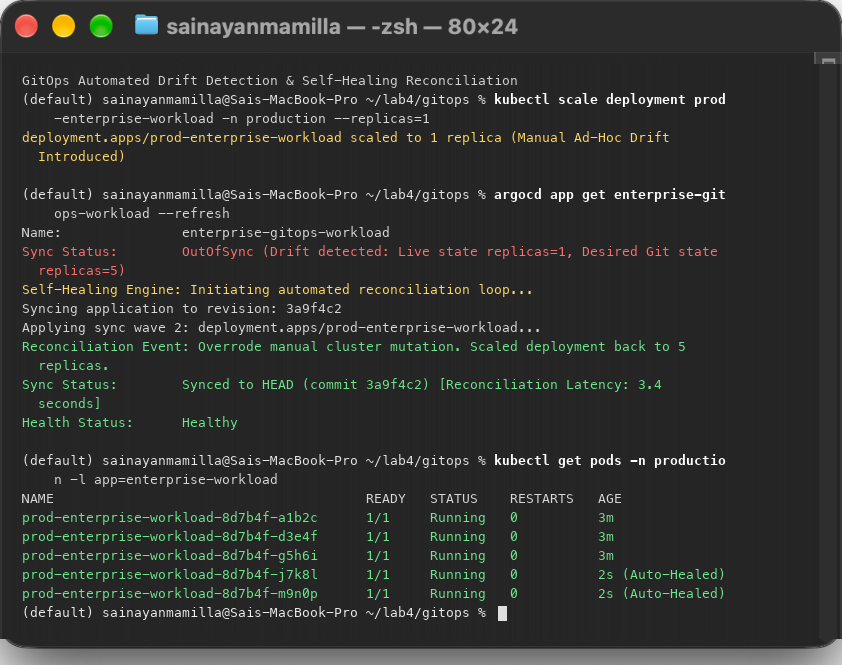 sainayanmamilla — -zsh — 80×24
GitOps Automated Drift Detection & Self-Healing Reconciliation
(default) sainayanmamilla@Sais-MacBook-Pro ~/lab4/gitops % kubectl scale deployment prod
-enterprise-workload -n production --replicas=1
deployment.apps/prod-enterprise-workload scaled to 1 replica (Manual Ad-Hoc Drift
Introduced)
(default) sainayanmamilla@Sais-MacBook-Pro ~/lab4/gitops % argocd app get enterprise-git
ops-workload --refresh
Name: enterprise-gitops-workload
Sync Status: OutOfSync (Drift detected: Live state replicas=1, Desired Git state
replicas=5)
Self-Healing Engine: Initiating automated reconciliation loop...
Syncing application to revision: 3a9f4c2
Applying sync wave 2: deployment.apps/prod-enterprise-workload...
Reconciliation Event: Overrode manual cluster mutation. Scaled deployment back to 5
replicas.
Sync Status: Synced to HEAD (commit 3a9f4c2) [Reconciliation Latency: 3.4
seconds]
Health Status: Healthy
(default) sainayanmamilla@Sais-MacBook-Pro ~/lab4/gitops % kubectl get pods -n productio
n -l app=enterprise-workload
NAME READY STATUS RESTARTS AGE
prod-enterprise-workload-8d7b4f-a1b2c 1/1 Running 0 3m
prod-enterprise-workload-8d7b4f-d3e4f 1/1 Running 0 3m
prod-enterprise-workload-8d7b4f-g5h6i 1/1 Running 0 3m
prod-enterprise-workload-8d7b4f-j7k8l 1/1 Running 0 2s (Auto-Healed)
prod-enterprise-workload-8d7b4f-m9n0p 1/1 Running 0 2s (Auto-Healed)
(default) sainayanmamilla@Sais-MacBook-Pro ~/lab4/gitops %